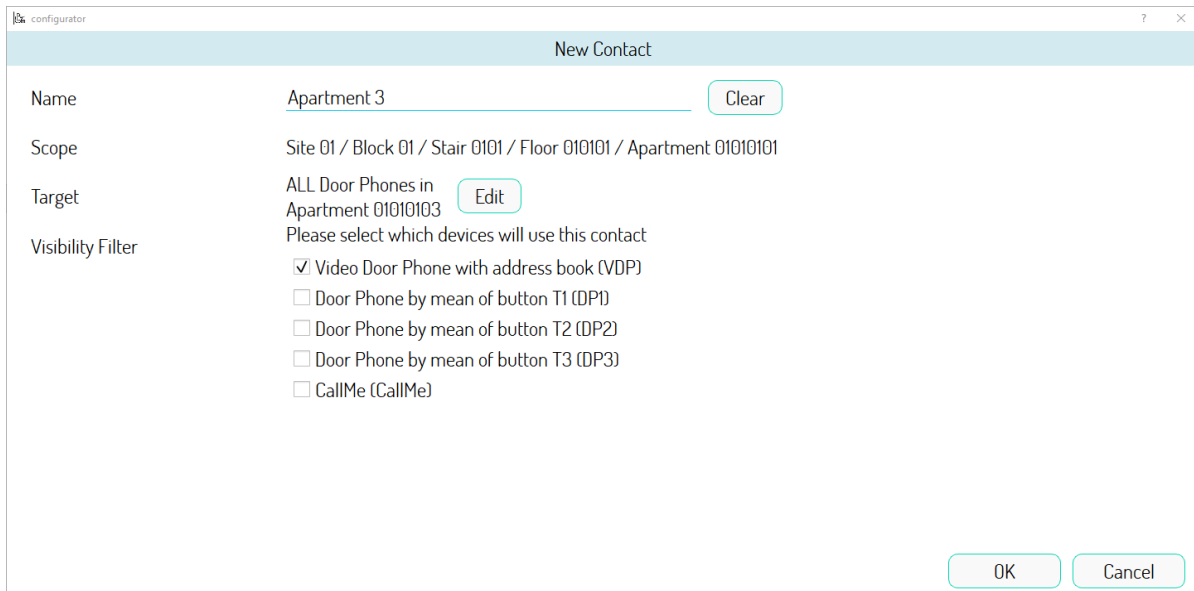 configurator
?
New Contact
Name
Apartment 3
Clear
Scope
Site 01 / Block 01 / Stair 0101 / Floor 010101 / Apartment 01010101
Target
ALL Door Phones in
Apartment 01010103
Edit
Visibility Filter
Please select which devices will use this contact
Video Door Phone with address book (VDP)
Door Phone by mean of button T1 (DP1)
Door Phone by mean of button T2 (DP2)
Door Phone by mean of button T3 (DP3)
CallMe (CallMe)
OK
Cancel